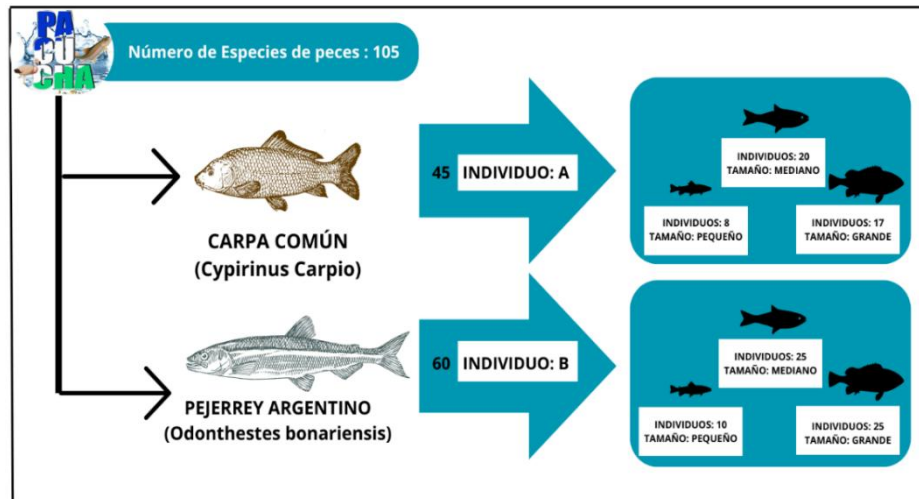 PA
CU
CHA
Número de Especies de peces : 105
CARPA COMÚN
(Cypirinus Carpio)
45 INDIVIDUO: A
INDIVIDUOS: 20
TAMAÑO: MEDIANO
INDIVIDUOS: 8
TAMAÑO: PEQUEÑO
INDIVIDUOS: 17
TAMAÑO: GRANDE
PEJERREY ARGENTINO
(Odonthestes bonariensis)
60 INDIVIDUO: B
INDIVIDUOS: 25
TAMAÑO: MEDIANO
INDIVIDUOS: 10
TAMAÑO: PEQUEÑO
INDIVIDUOS: 25
TAMAÑO: GRANDE